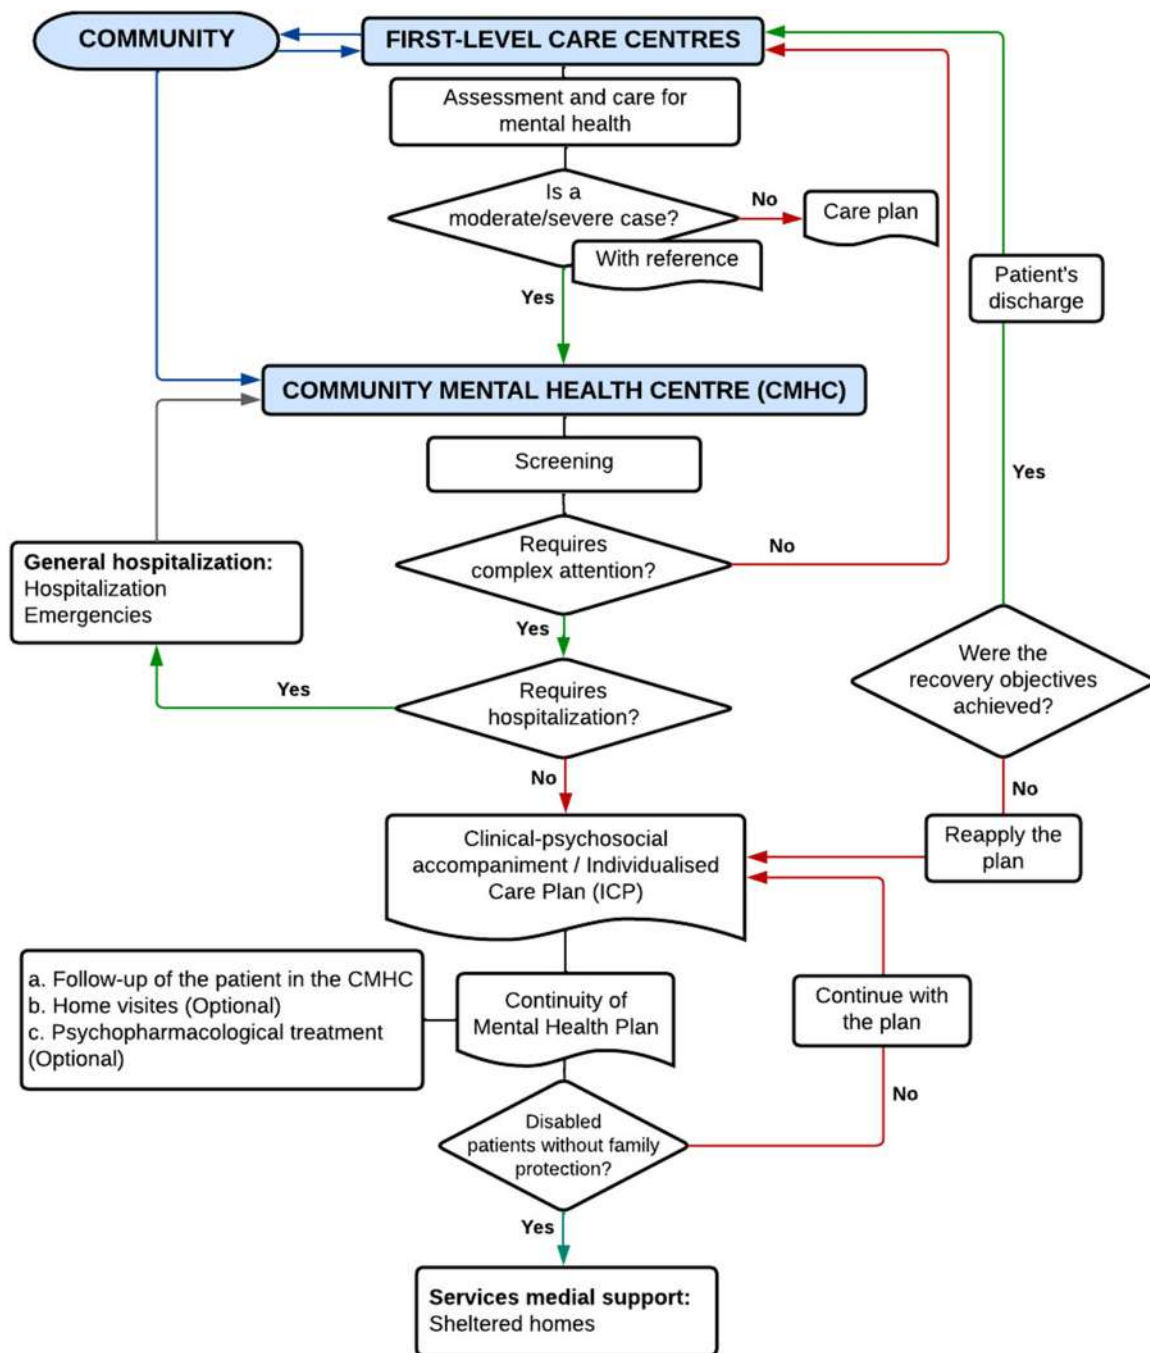 COMMUNITY
FIRST-LEVEL CARE CENTRES
Assessment and care for
mental health
Is a
moderate/severe case?
No
Care plan
With reference
Yes
Patient's
discharge
COMMUNITY MENTAL HEALTH CENTRE (CMHC)
Screening
Yes
Requires
complex attention?
No
General hospitalization:
Hospitalization
Emergencies
Yes
Were the
recovery objectives
achieved?
Requires
hospitalization?
Yes
No
No
Clinical-psychosocial
accompaniment / Individualised
Care Plan (ICP)
Reapply the
plan
a. Follow-up of the patient in the CMHC
b. Home visites (Optional)
c. Psychopharmacological treatment
(Optional)
Continuity of
Mental Health Plan
Continue with
the plan
No
Disabled
patients without family
protection?
Yes
Services medial support:
Sheltered homes